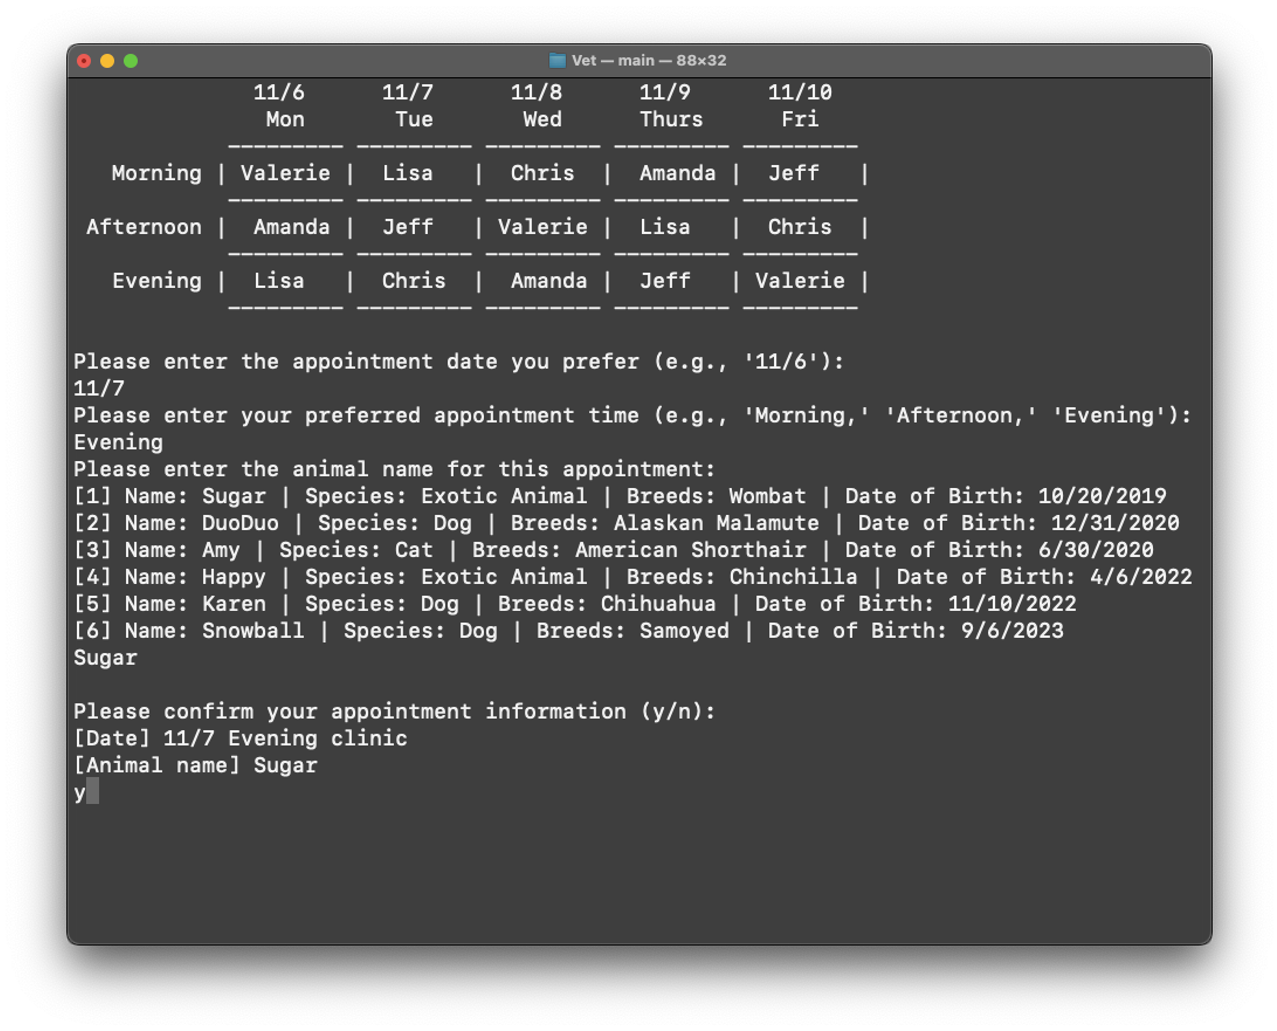 Vet — main — 88×32
11/6 11/7 11/8 11/9 11/10
Mon Tue Wed Thurs Fri
Morning | Valerie | Lisa | Chris | Amanda | Jeff |
Afternoon | Amanda | Jeff | Valerie | Lisa | Chris |
Evening | Lisa | Chris | Amanda | Jeff | Valerie |
Please enter the appointment date you prefer (e.g., '11/6'):
11/7
Please enter your preferred appointment time (e.g., 'Morning,' 'Afternoon,' 'Evening'):
Evening
Please enter the animal name for this appointment:
[1] Name: Sugar | Species: Exotic Animal | Breeds: Wombat | Date of Birth: 10/20/2019
[2] Name: DuoDuo | Species: Dog | Breeds: Alaskan Malamute | Date of Birth: 12/31/2020
[3] Name: Amy | Species: Cat | Breeds: American Shorthair | Date of Birth: 6/30/2020
[4] Name: Happy | Species: Exotic Animal | Breeds: Chinchilla | Date of Birth: 4/6/2022
[5] Name: Karen | Species: Dog | Breeds: Chihuahua | Date of Birth: 11/10/2022
[6] Name: Snowball | Species: Dog | Breeds: Samoyed | Date of Birth: 9/6/2023
Sugar
Please confirm your appointment information (y/n):
[Date] 11/7 Evening clinic
[Animal name] Sugar
y